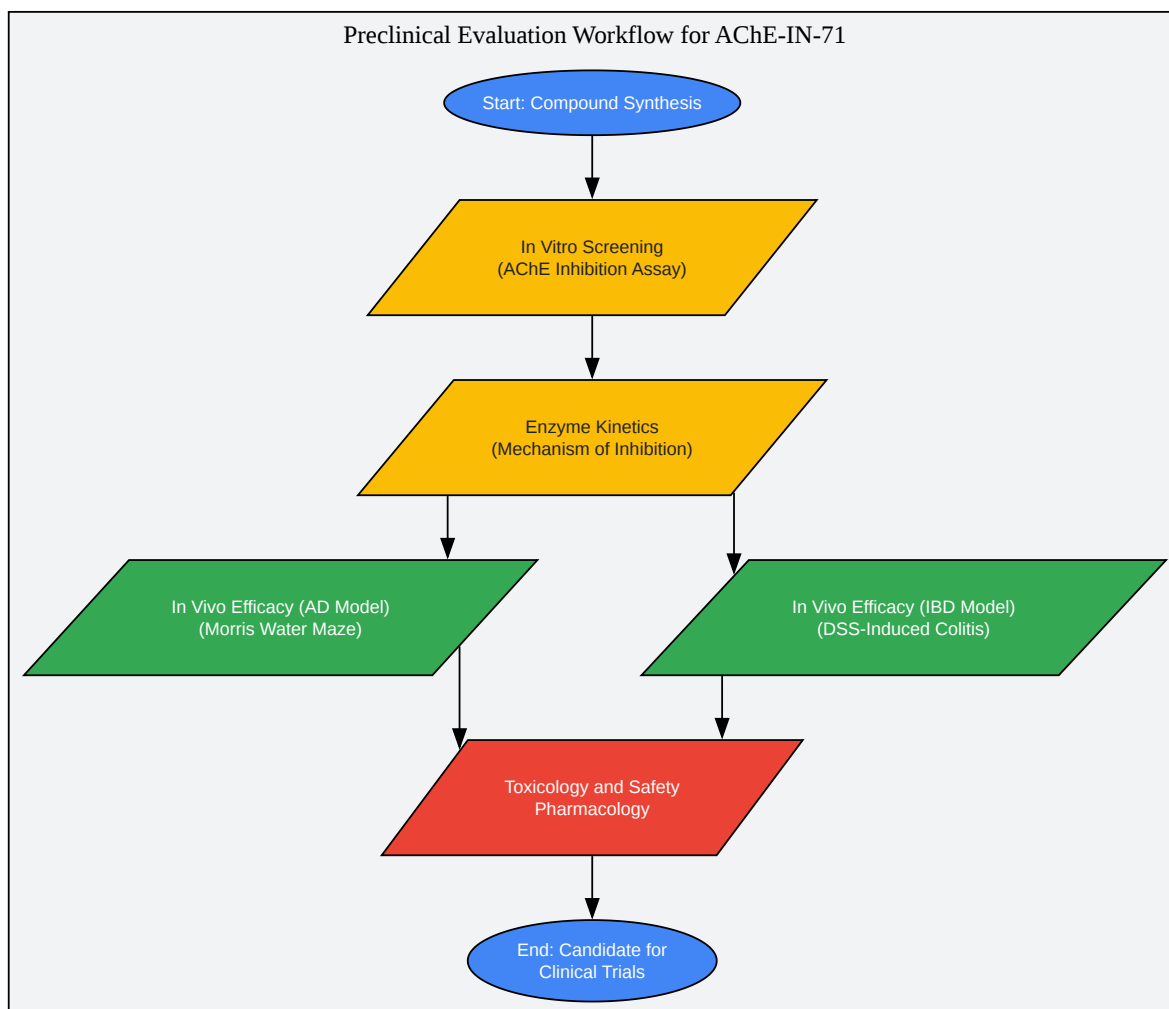 Preclinical Evaluation Workflow for AChE-IN-71
Start: Compound Synthesis
In Vitro Screening
(AChE Inhibition Assay)
Enzyme Kinetics
(Mechanism of Inhibition)
In Vivo Efficacy (AD Model)
(Morris Water Maze)
In Vivo Efficacy (IBD Model)
(DSS-Induced Colitis)
Toxicology and Safety
Pharmacology
End: Candidate for
Clinical Trials